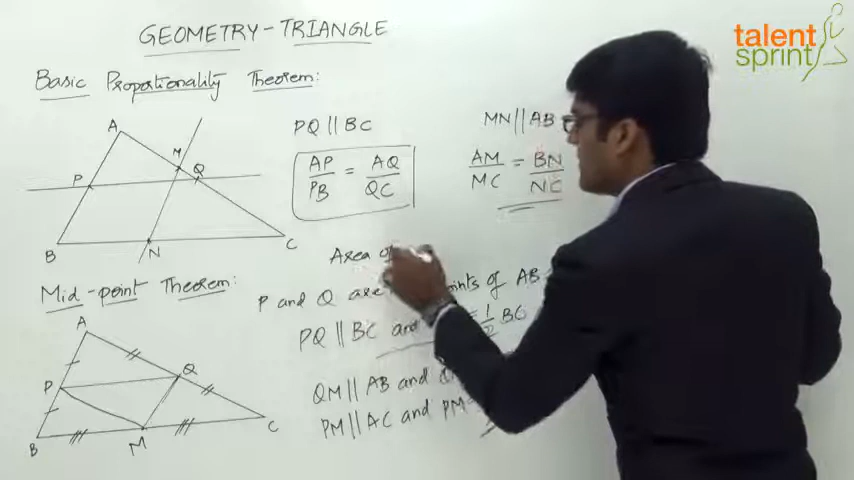 GEOMETRY - TRIANGLE
talent
sprint
Basic Proportionality Theorem:
A
M
P
Q
B
N
C
PQ || BC
AP/PB = AQ/QC
MN || AB
AM/MC = BN/NC
Area of
Mid-point Theorem:
A
P
Q
B
M
C
P and Q are of AB
PQ || BC and = 1/2 BC
QM || AB and
PM || AC and PM